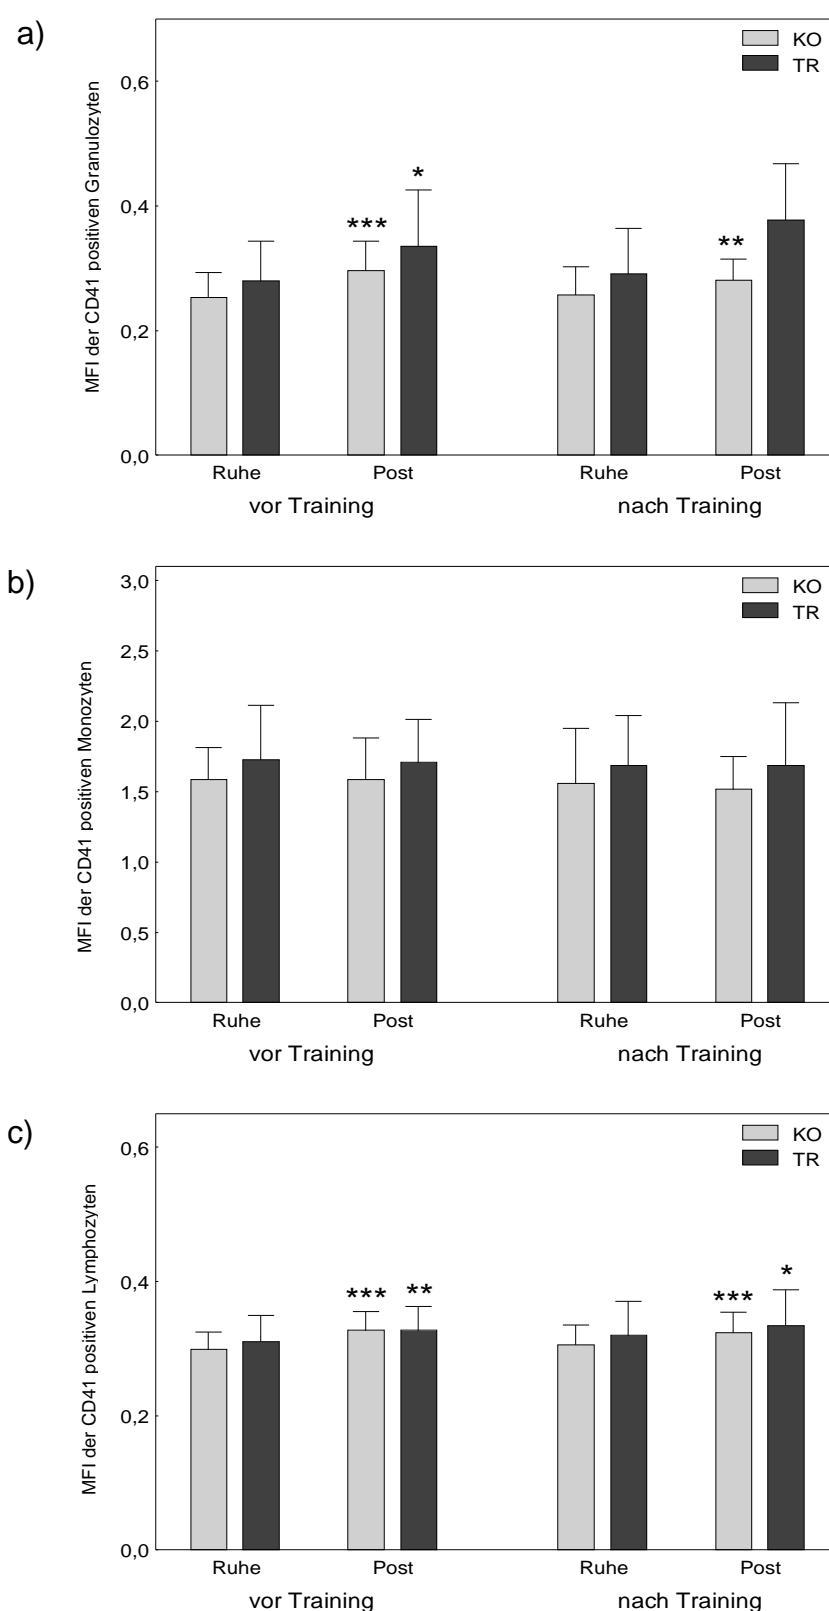 a)
KO
TR
MFI der CD41 positiven Granulozyten
0,6
0,4
0,2
0,0
***
*
**
Ruhe Post Ruhe Post
vor Training nach Training
b)
KO
TR
MFI der CD41 positiven Monozyten
3,0
2,5
2,0
1,5
1,0
0,5
0,0
Ruhe Post Ruhe Post
vor Training nach Training
c)
KO
TR
MFI der CD41 positiven Lymphozyten
0,6
0,4
0,2
0,0
*** ** *** *
Ruhe Post Ruhe Post
vor Training nach Training